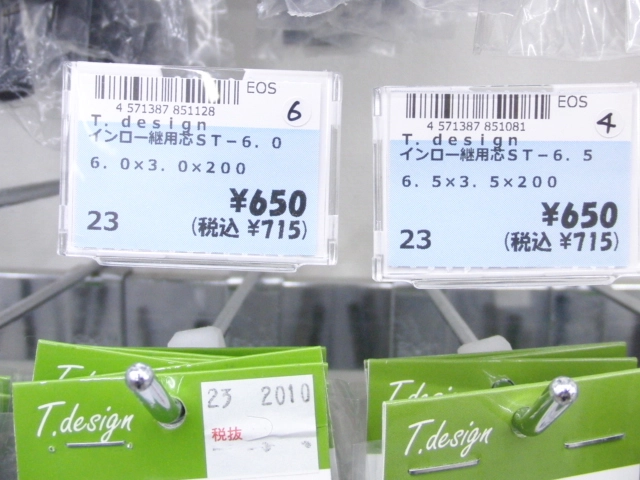 EOS
4 571387 851128
6
T. design
インロー継用芯ST-6.0
6.0×3.0×200
¥650
23
(税込 ¥715)
EOS
4 571387 851081
4
T. design
インロー継用芯ST-6.5
6.5×3.5×200
¥650
23
(税込 ¥715)
T.design
23 2010
税抜
T.design